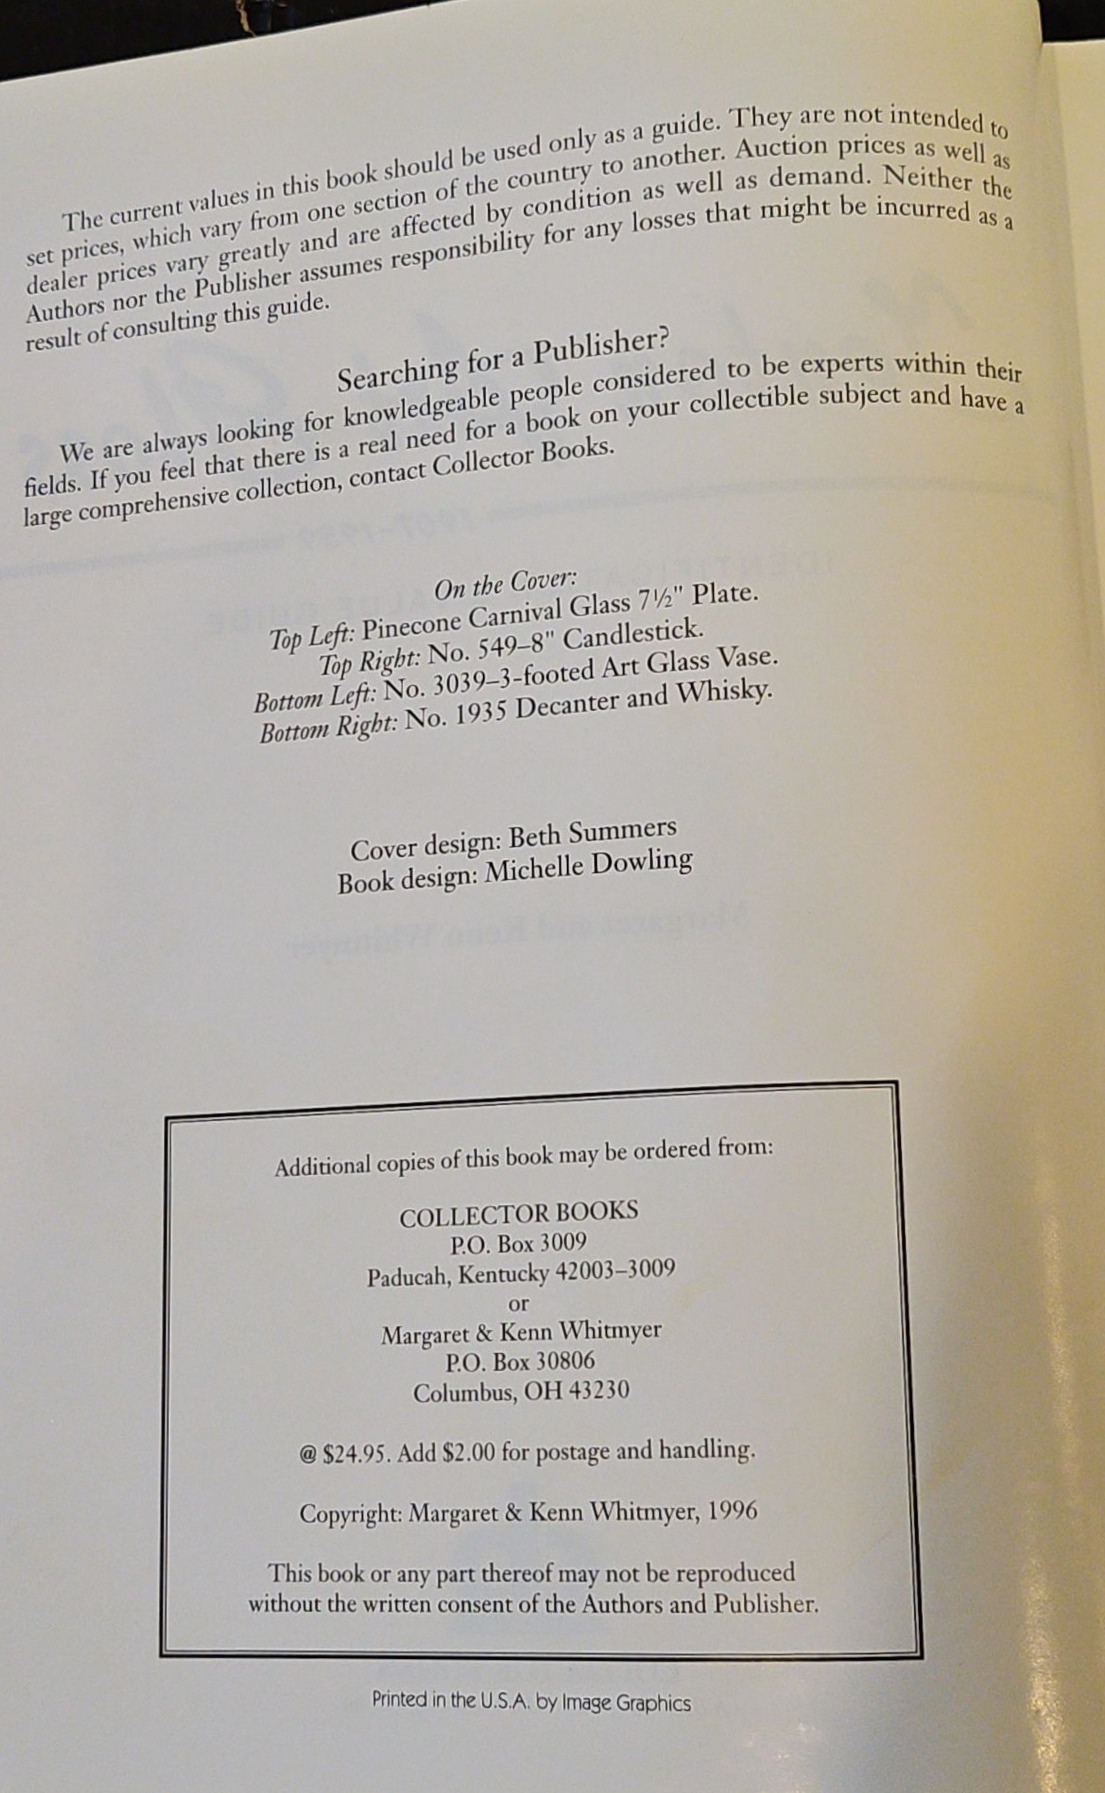 The current values in this book should be used only as a guide. They are not intended to
set prices, which vary from one section of the country to another. Auction prices as well as
dealer prices vary greatly and are affected by condition as well as demand. Neither the
Authors nor the Publisher assumes responsibility for any losses that might be incurred as a
result of consulting this guide.
Searching for a Publisher?
We are always looking for knowledgeable people considered to be experts within their
fields. If you feel that there is a real need for a book on your collectible subject and have a
large comprehensive collection, contact Collector Books.
On the Cover:
Top Left: Pinecone Carnival Glass 7½" Plate.
Top Right: No. 549–8" Candlestick.
Bottom Left: No. 3039–3-footed Art Glass Vase.
Bottom Right: No. 1935 Decanter and Whisky.
Cover design: Beth Summers
Book design: Michelle Dowling
Additional copies of this book may be ordered from:
COLLECTOR BOOKS
P.O. Box 3009
Paducah, Kentucky 42003–3009
or
Margaret & Kenn Whitmyer
P.O. Box 30806
Columbus, OH 43230
@ $24.95. Add $2.00 for postage and handling.
Copyright: Margaret & Kenn Whitmyer, 1996
This book or any part thereof may not be reproduced
without the written consent of the Authors and Publisher.
Printed in the U.S.A. by Image Graphics